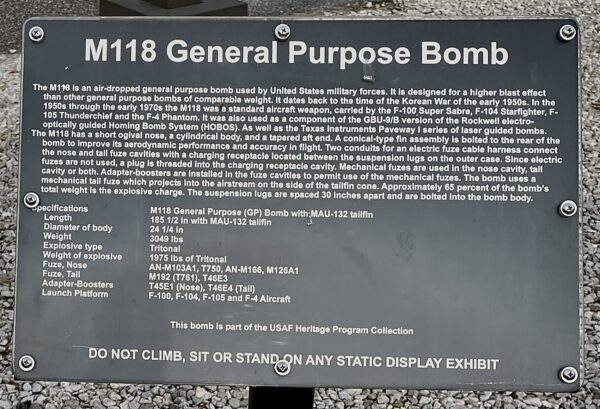 M118 General Purpose Bomb
The M118 is an air-dropped general purpose bomb used by United States military forces. It is designed for a higher blast effect
than other general purpose bombs of comparable weight. It dates back to the time of the Korean War of the early 1950s. In the
1950s through the early 1970s the M118 was a standard aircraft weapon, carried by the F-100 Super Sabre, F-104 Starfighter, F-
105 Thunderchief and the F-4 Phantom. It was also used as a component of the GBU-9/B version of the Rockwell electro-
optically guided Homing Bomb System (HOBOS). As well as the Texas Instruments Paveway I series of laser guided bombs.
The M118 has a short ogival nose, a cylindrical body, and a tapered aft end. A conical-type fin assembly is bolted to the rear of the
bomb to improve its aerodynamic performance and accuracy in flight. Two conduits for an electric fuze cable harness connect
the nose and tail fuze cavities with a charging receptacle located between the suspension lugs on the outer case. Since electric
fuzes are not used, a plug is threaded into the charging receptacle cavity. Mechanical fuzes are used in the nose cavity, tail
cavity or both. Adapter-boosters are installed in the fuze cavities to permit use of the mechanical fuzes. The bomb uses a
mechanical tail fuze which projects into the airstream on the side of the tailfin cone. Approximately 65 percent of the bomb's
total weight is the explosive charge. The suspension lugs are spaced 30 inches apart and are bolted into the bomb body.
Specifications M118 General Purpose (GP) Bomb with MAU-132 tailfin
Length 185 1/2 in with MAU-132 tailfin
Diameter of body 24 1/4 in
Weight 3049 lbs
Explosive type Tritonal
Weight of explosive 1975 lbs of Tritonal
Fuze, Nose AN-M103A1, T750, AN-M166, M126A1
Fuze, Tail M192 (T761), T46E3
Adapter-Boosters T45E1 (Nose), T46E4 (Tail)
Launch Platform F-100, F-104, F-105 and F-4 Aircraft
This bomb is part of the USAF Heritage Program Collection
DO NOT CLIMB, SIT OR STAND ON ANY STATIC DISPLAY EXHIBIT